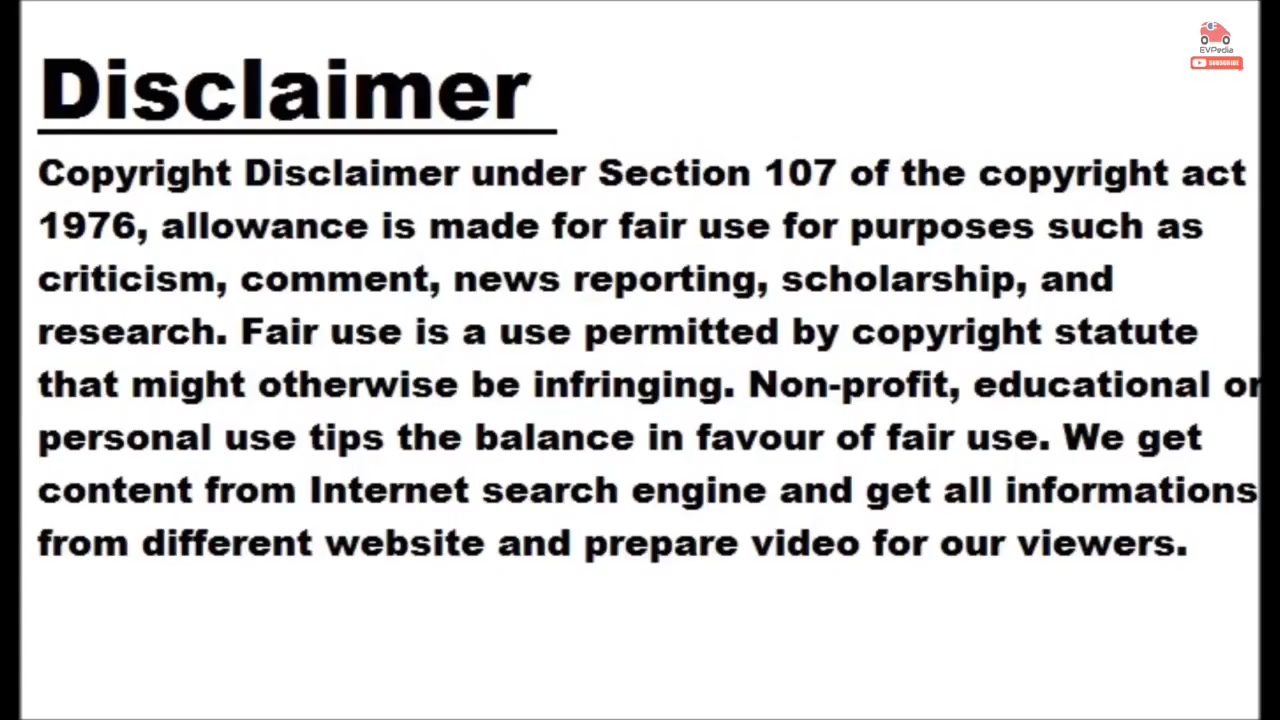 EVPedia
SUBSCRIBE
Disclaimer
Copyright Disclaimer under Section 107 of the copyright act
1976, allowance is made for fair use for purposes such as
criticism, comment, news reporting, scholarship, and
research. Fair use is a use permitted by copyright statute
that might otherwise be infringing. Non-profit, educational or
personal use tips the balance in favour of fair use. We get
content from Internet search engine and get all informations
from different website and prepare video for our viewers.